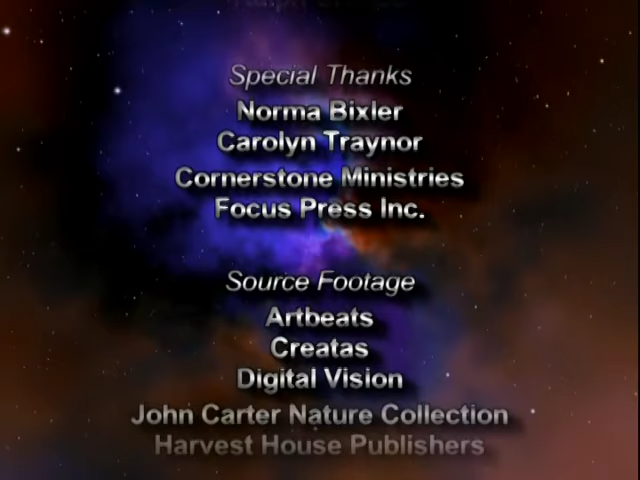 Special Thanks
Norma Bixler
Carolyn Traynor
Cornerstone Ministries
Focus Press Inc.
Source Footage
Artbeats
Creatas
Digital Vision
John Carter Nature Collection
Harvest House Publishers